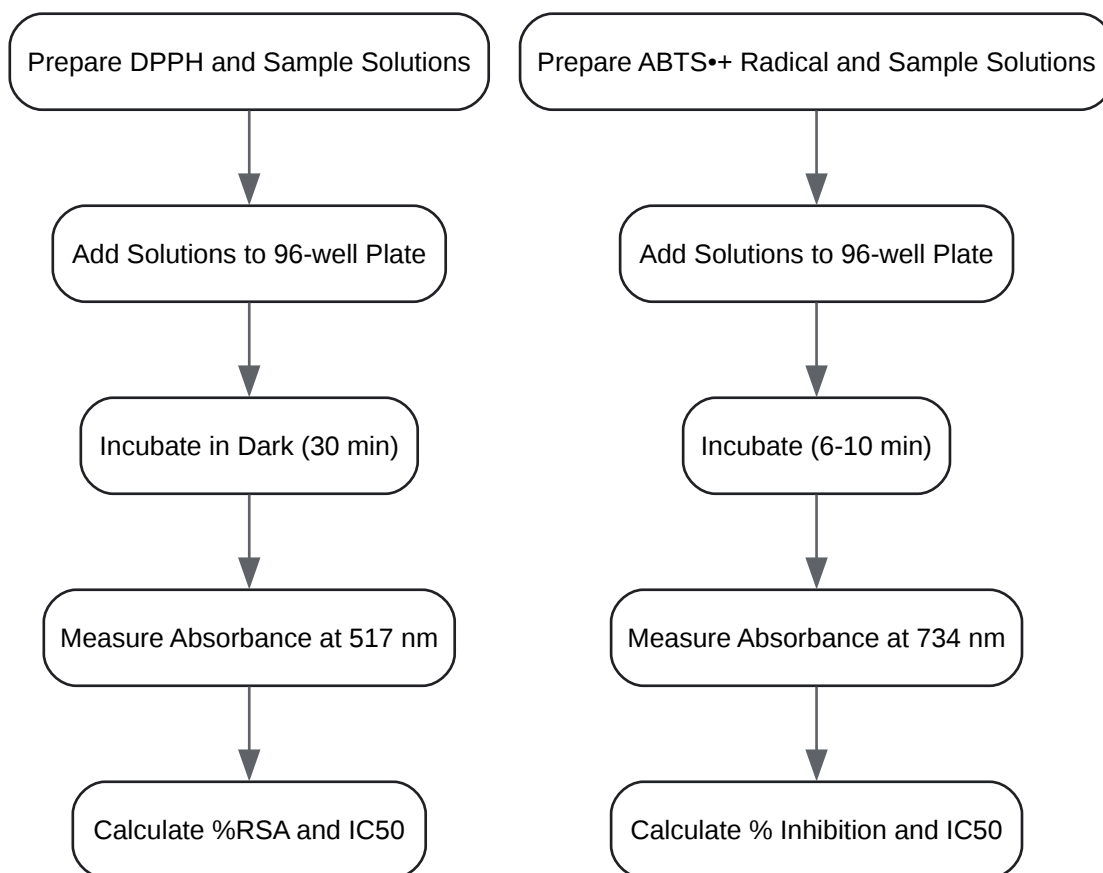 Prepare DPPH and Sample Solutions
Add Solutions to 96-well Plate
Incubate in Dark (30 min)
Measure Absorbance at 517 nm
Calculate %RSA and IC50
Prepare ABTS•+ Radical and Sample Solutions
Add Solutions to 96-well Plate
Incubate (6-10 min)
Measure Absorbance at 734 nm
Calculate % Inhibition and IC50